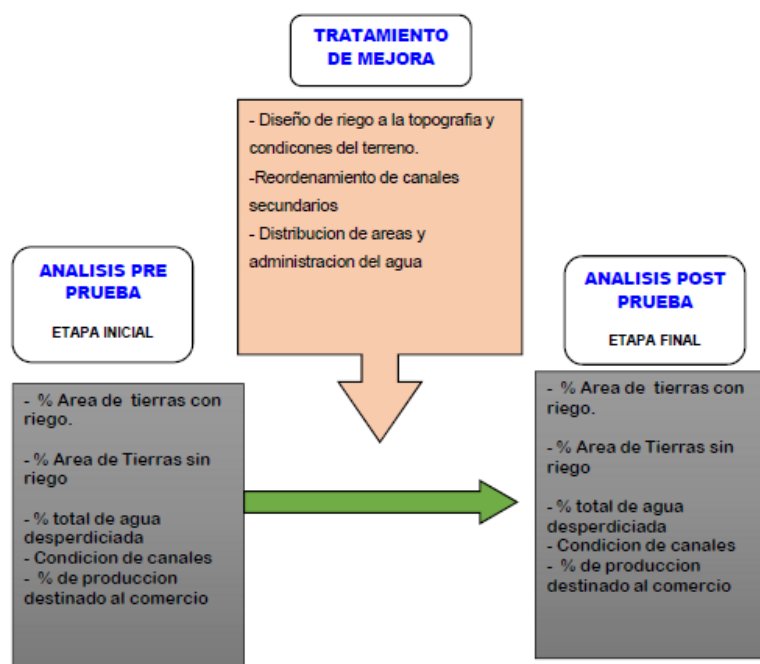 TRATAMIENTO
DE MEJORA
- Diseño de riego a la topografia y
condicones del terreno.
-Reordenamiento de canales
secundarios
- Distribucion de areas y
administracion del agua
ANALISIS PRE
PRUEBA
ETAPA INICIAL
- % Area de tierras con
riego.
- % Area de Tierras sin
riego
- % total de agua
desperdiciada
- Condicion de canales
- % de produccion
destinado al comercio
ANALISIS POST
PRUEBA
ETAPA FINAL
- % Area de tierras con
riego.
- % Area de Tierras sin
riego
- % total de agua
desperdiciada
- Condicion de canales
- % de produccion
destinado al comercio